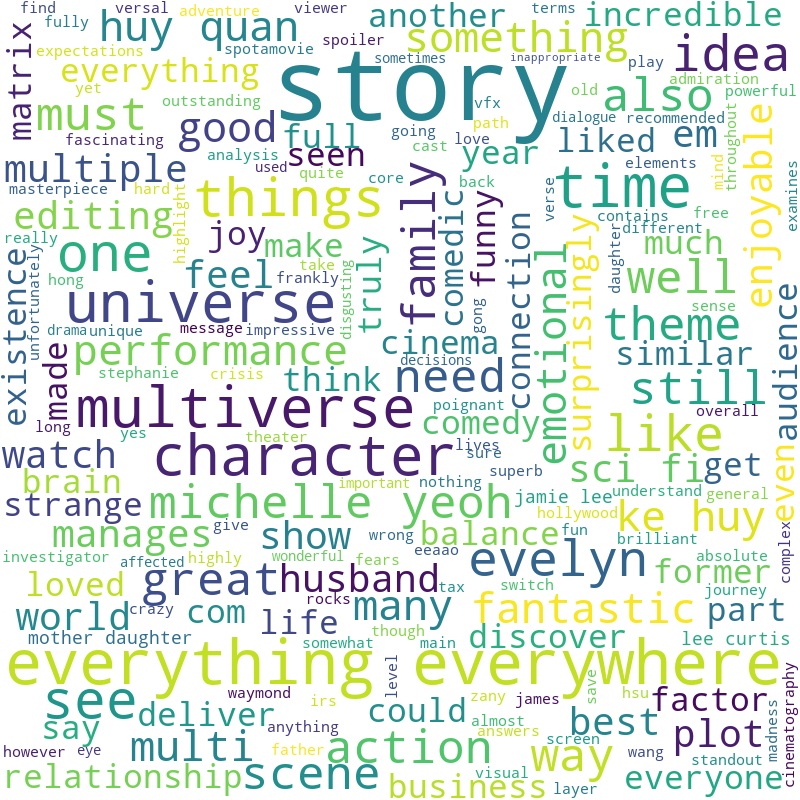 find versal adventure viewer terms
huy quan another incredible
fully spotamovie spoiler something
matrix expectations sometimes inappropriate play idea
everything story admiration
yet outstanding vfx old also powerful
must good full going path dialogue recommended
fascinating cast love liked em enjoyable
multiple analysis seen year elements mind throughout
masterpiece hard used quite core back time verse examines
editing highlight things family contains free
really joy make truly comedic funny connection different much
one hong feel frankly take disgusting gong emotional surprisingly daughter well sense
existence unfortunately universe cinema theme audience
drama unique message impressive decisions
performance need similar
stephanie crisis think still
made multiverse poignant comedy overall
long yes theater lives like
watch character sure superb sci fi get even
brain important nothing jamie lee understand general
strange michelle yeoh hollywood ke huy
manages give show wrong balance fun brilliant complex
investigator affected highly wonderful fears eeaao evelyn absolute
loved great husband tax switch former journey
world crazy com rocks life many fantastic part
mother daughter somewhat though main discover lee curtis
everything everywhere
see waymond irs level zany james save hsu factor cinematography
say deliver anything could almost best plot madness
however eye multi father action answers screen way wang standout
relationship scene business visual layer everyone